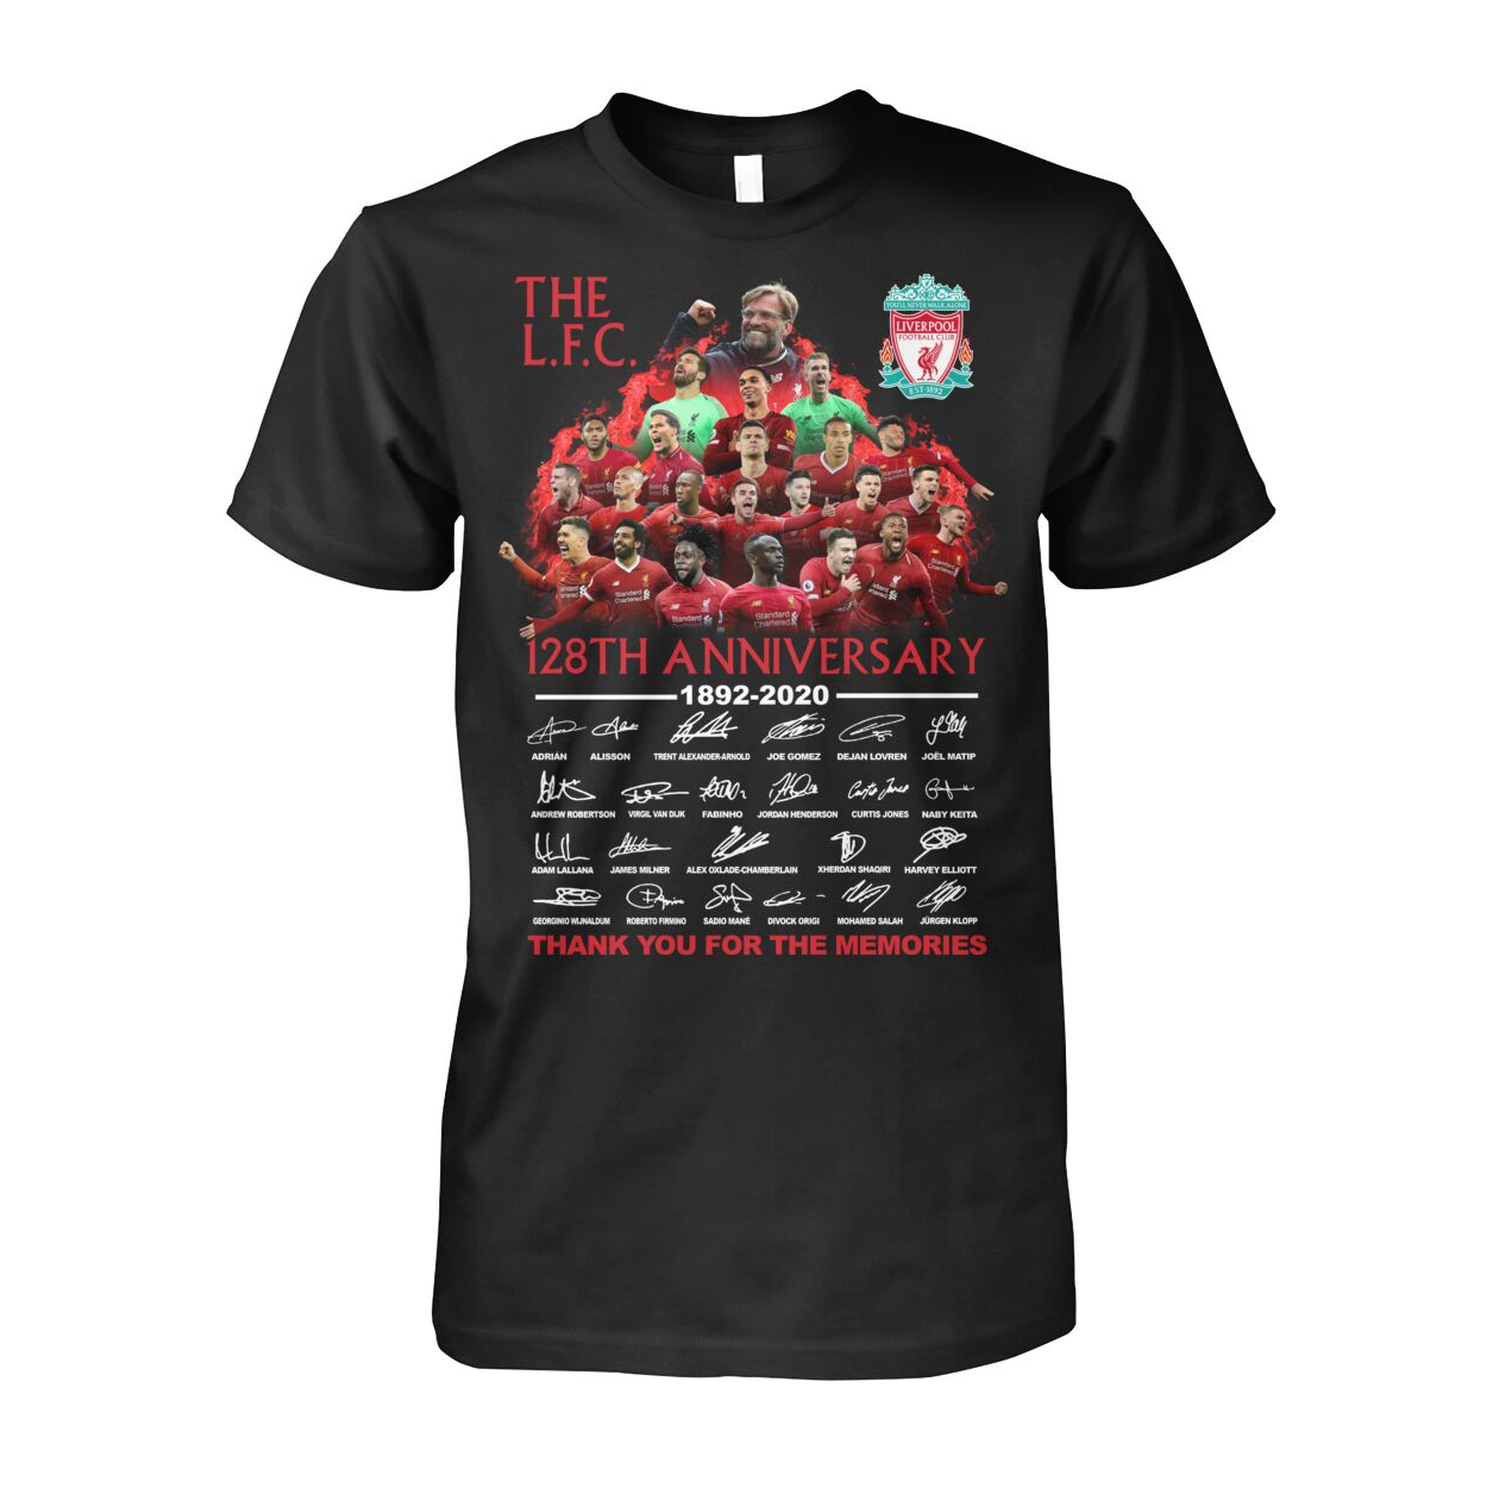 THE
L.F.C.
YOU'LL NEVER WALK ALONE
LIVERPOOL
FOOTBALL CLUB
EST·1892
Standard
Chartered
128TH ANNIVERSARY
1892-2020
ADRIÁN ALISSON TRENT ALEXANDER-ARNOLD JOE GOMEZ DEJAN LOVREN JOËL MATIP
ANDREW ROBERTSON VIRGIL VAN DIJK FABINHO JORDAN HENDERSON CURTIS JONES NABY KEITA
ADAM LALLANA JAMES MILNER ALEX OXLADE-CHAMBERLAIN XHERDAN SHAQIRI HARVEY ELLIOTT
GEORGINIO WIJNALDUM ROBERTO FIRMINO SADIO MANÉ DIVOCK ORIGI MOHAMED SALAH JÜRGEN KLOPP
THANK YOU FOR THE MEMORIES